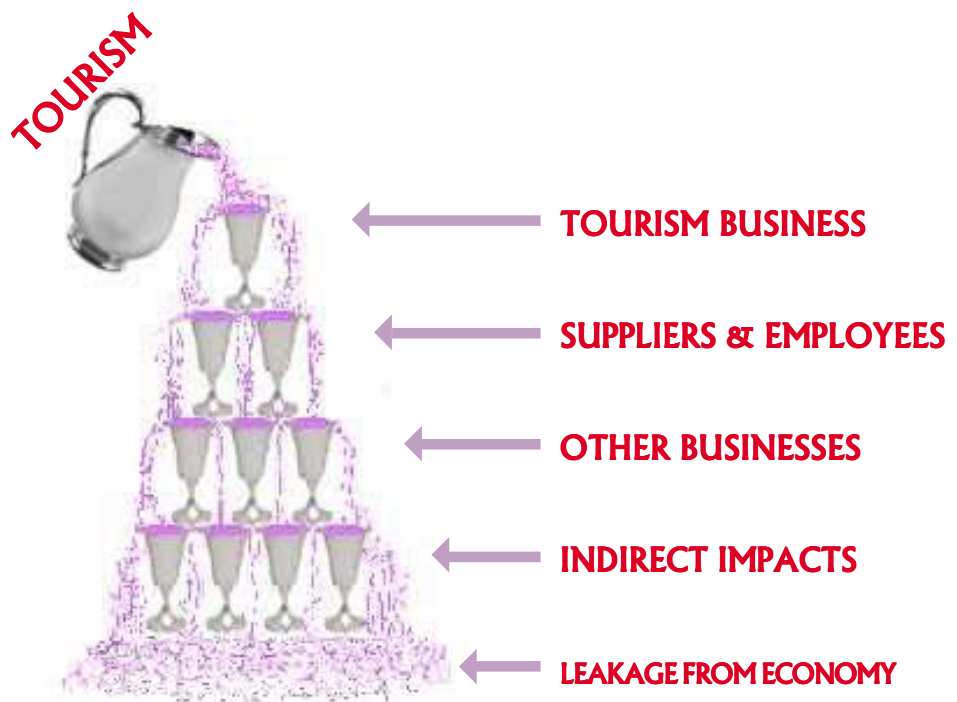 TOURISM
TOURISM BUSINESS
SUPPLIERS & EMPLOYEES
OTHER BUSINESSES
INDIRECT IMPACTS
LEAKAGE FROM ECONOMY